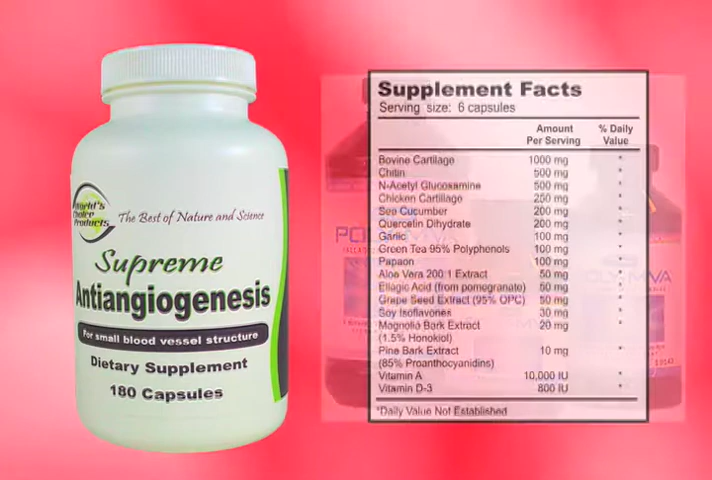 World's
Choice
Products
The Best of Nature and Science
Supreme
Antiangiogenesis
For small blood vessel structure
Dietary Supplement
180 Capsules
Supplement Facts
Serving size: 6 capsules
Amount Per Serving % Daily Value
Bovine Cartilage 1000 mg *
Chitin 500 mg *
N-Acetyl Glucosamine 500 mg *
Chicken Cartillage 250 mg *
Sea Cucumber 200 mg *
Quercetin Dihydrate 200 mg *
Garlic 100 mg *
Green Tea 95% Polyphenols 100 mg *
Papaon 100 mg *
Aloe Vera 200:1 Extract 50 mg *
Ellagic Acid (from pomegranato) 50 mg *
Grape Seed Extract (95% OPC) 50 mg *
Soy Isoflavones 30 mg *
Magnolia Bark Extract 20 mg *
(1.5% Honokiol)
Pine Bark Extract 10 mg *
(85% Proanthocyanidins)
Vitamin A 10,000 IU *
Vitamin D-3 800 IU *
*Daily Value Not Established